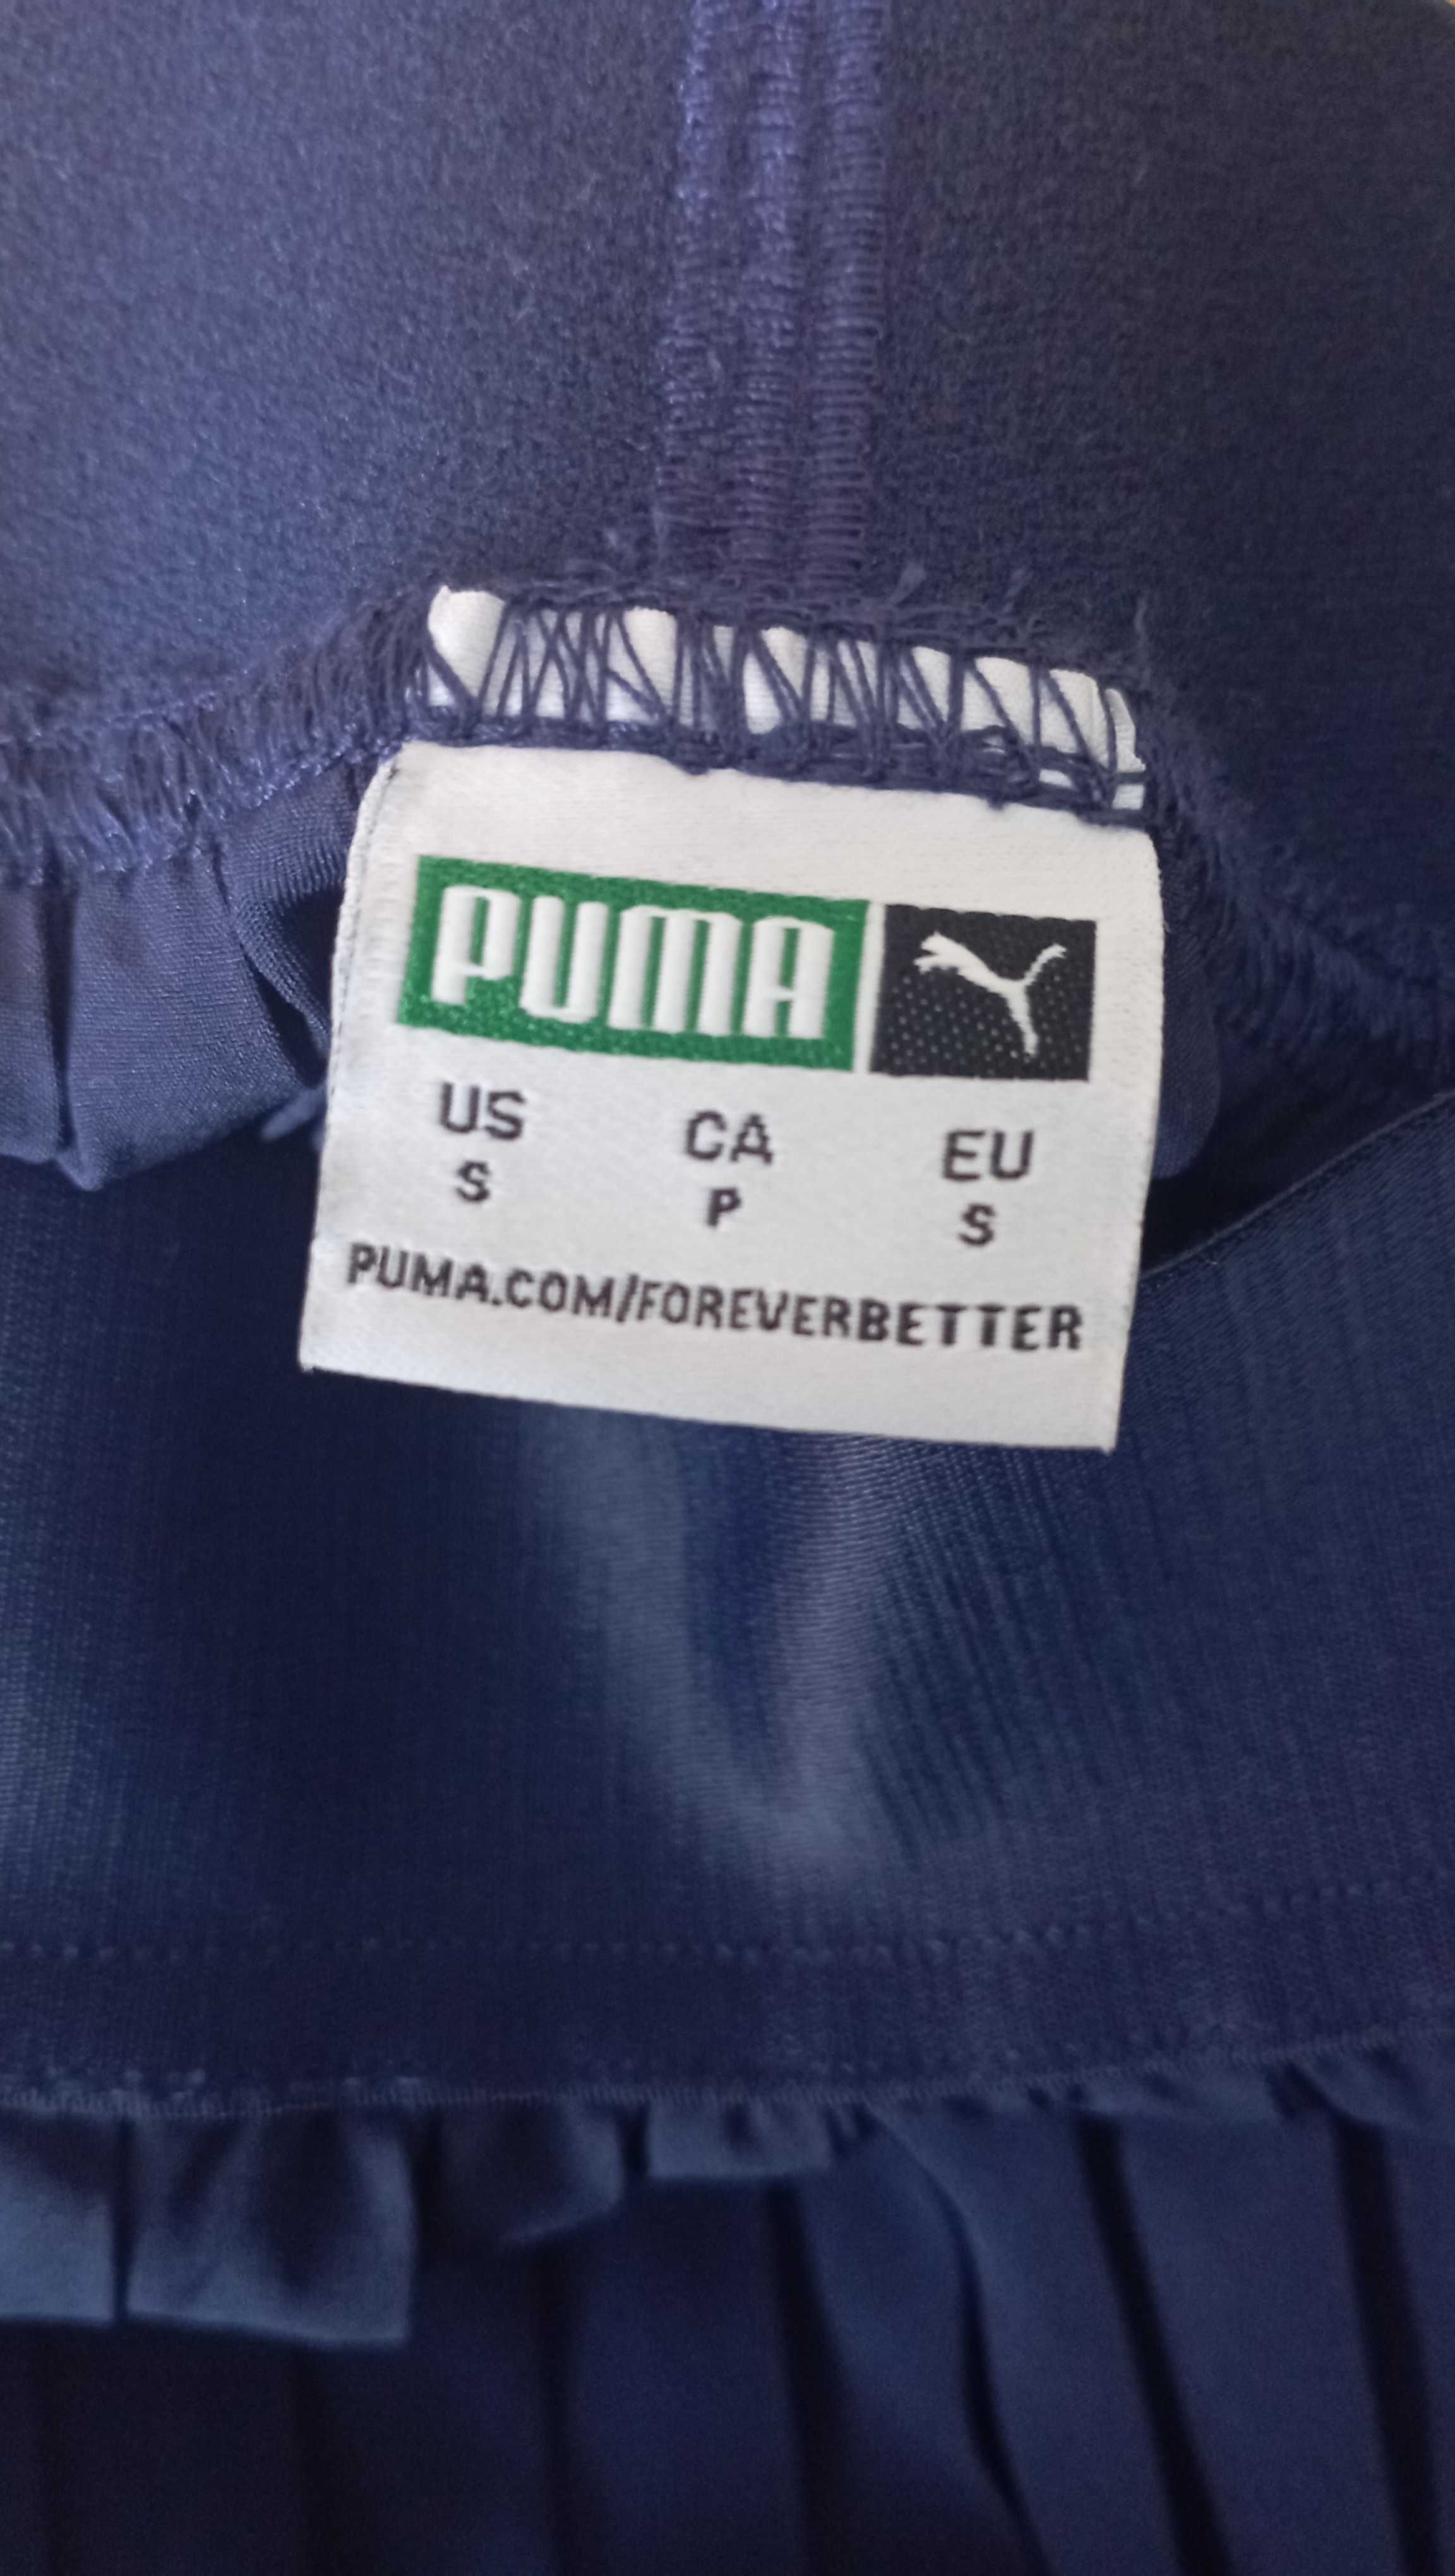 PUMA
US CA EU
S P S
PUMA.COM/FOREVERBETTER